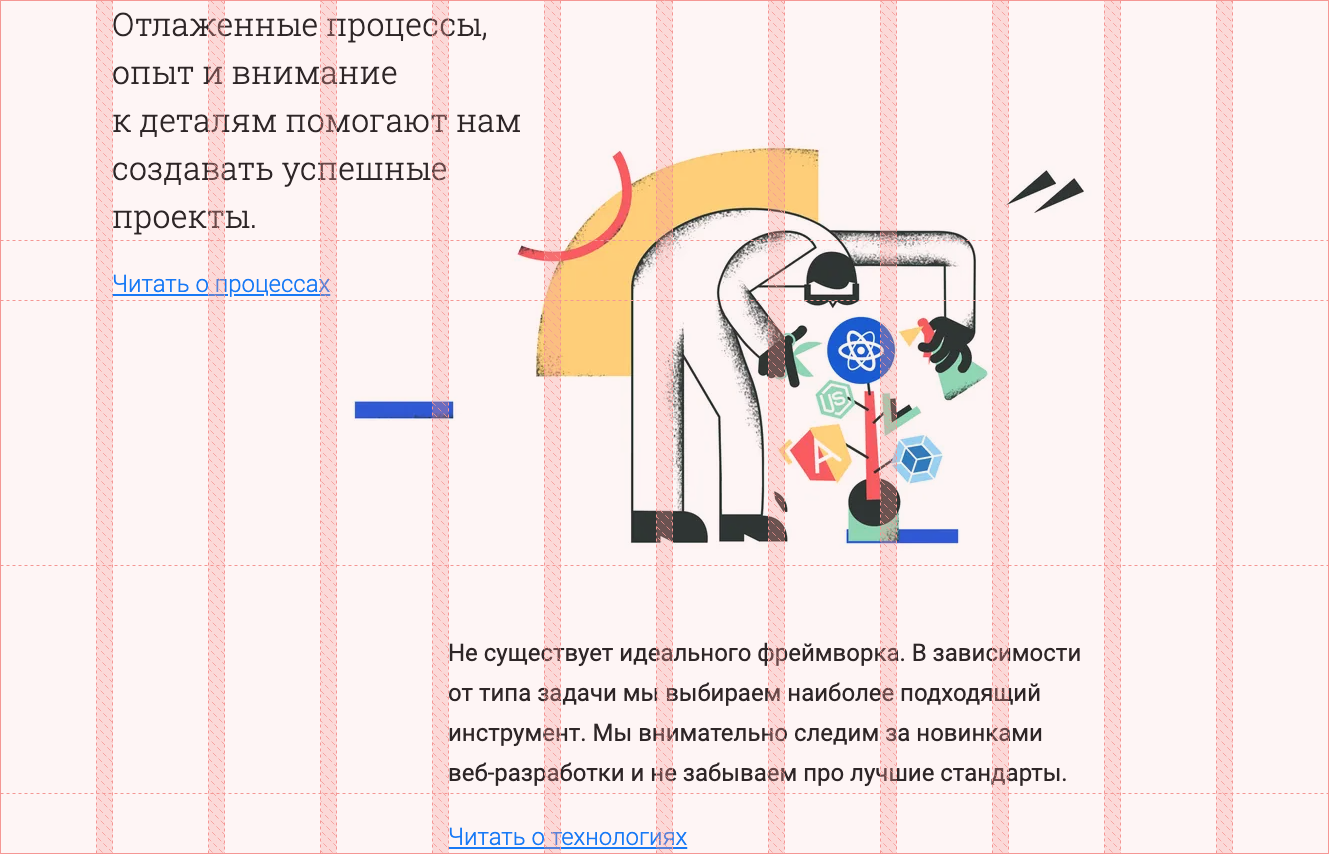 Отлаженные процессы,
опыт и внимание
к деталям помогают нам
создавать успешные
проекты.
Читать о процессах
JS
A
Не существует идеального фреймворка. В зависимости
от типа задачи мы выбираем наиболее подходящий
инструмент. Мы внимательно следим за новинками
веб-разработки и не забываем про лучшие стандарты.
Читать о технологиях